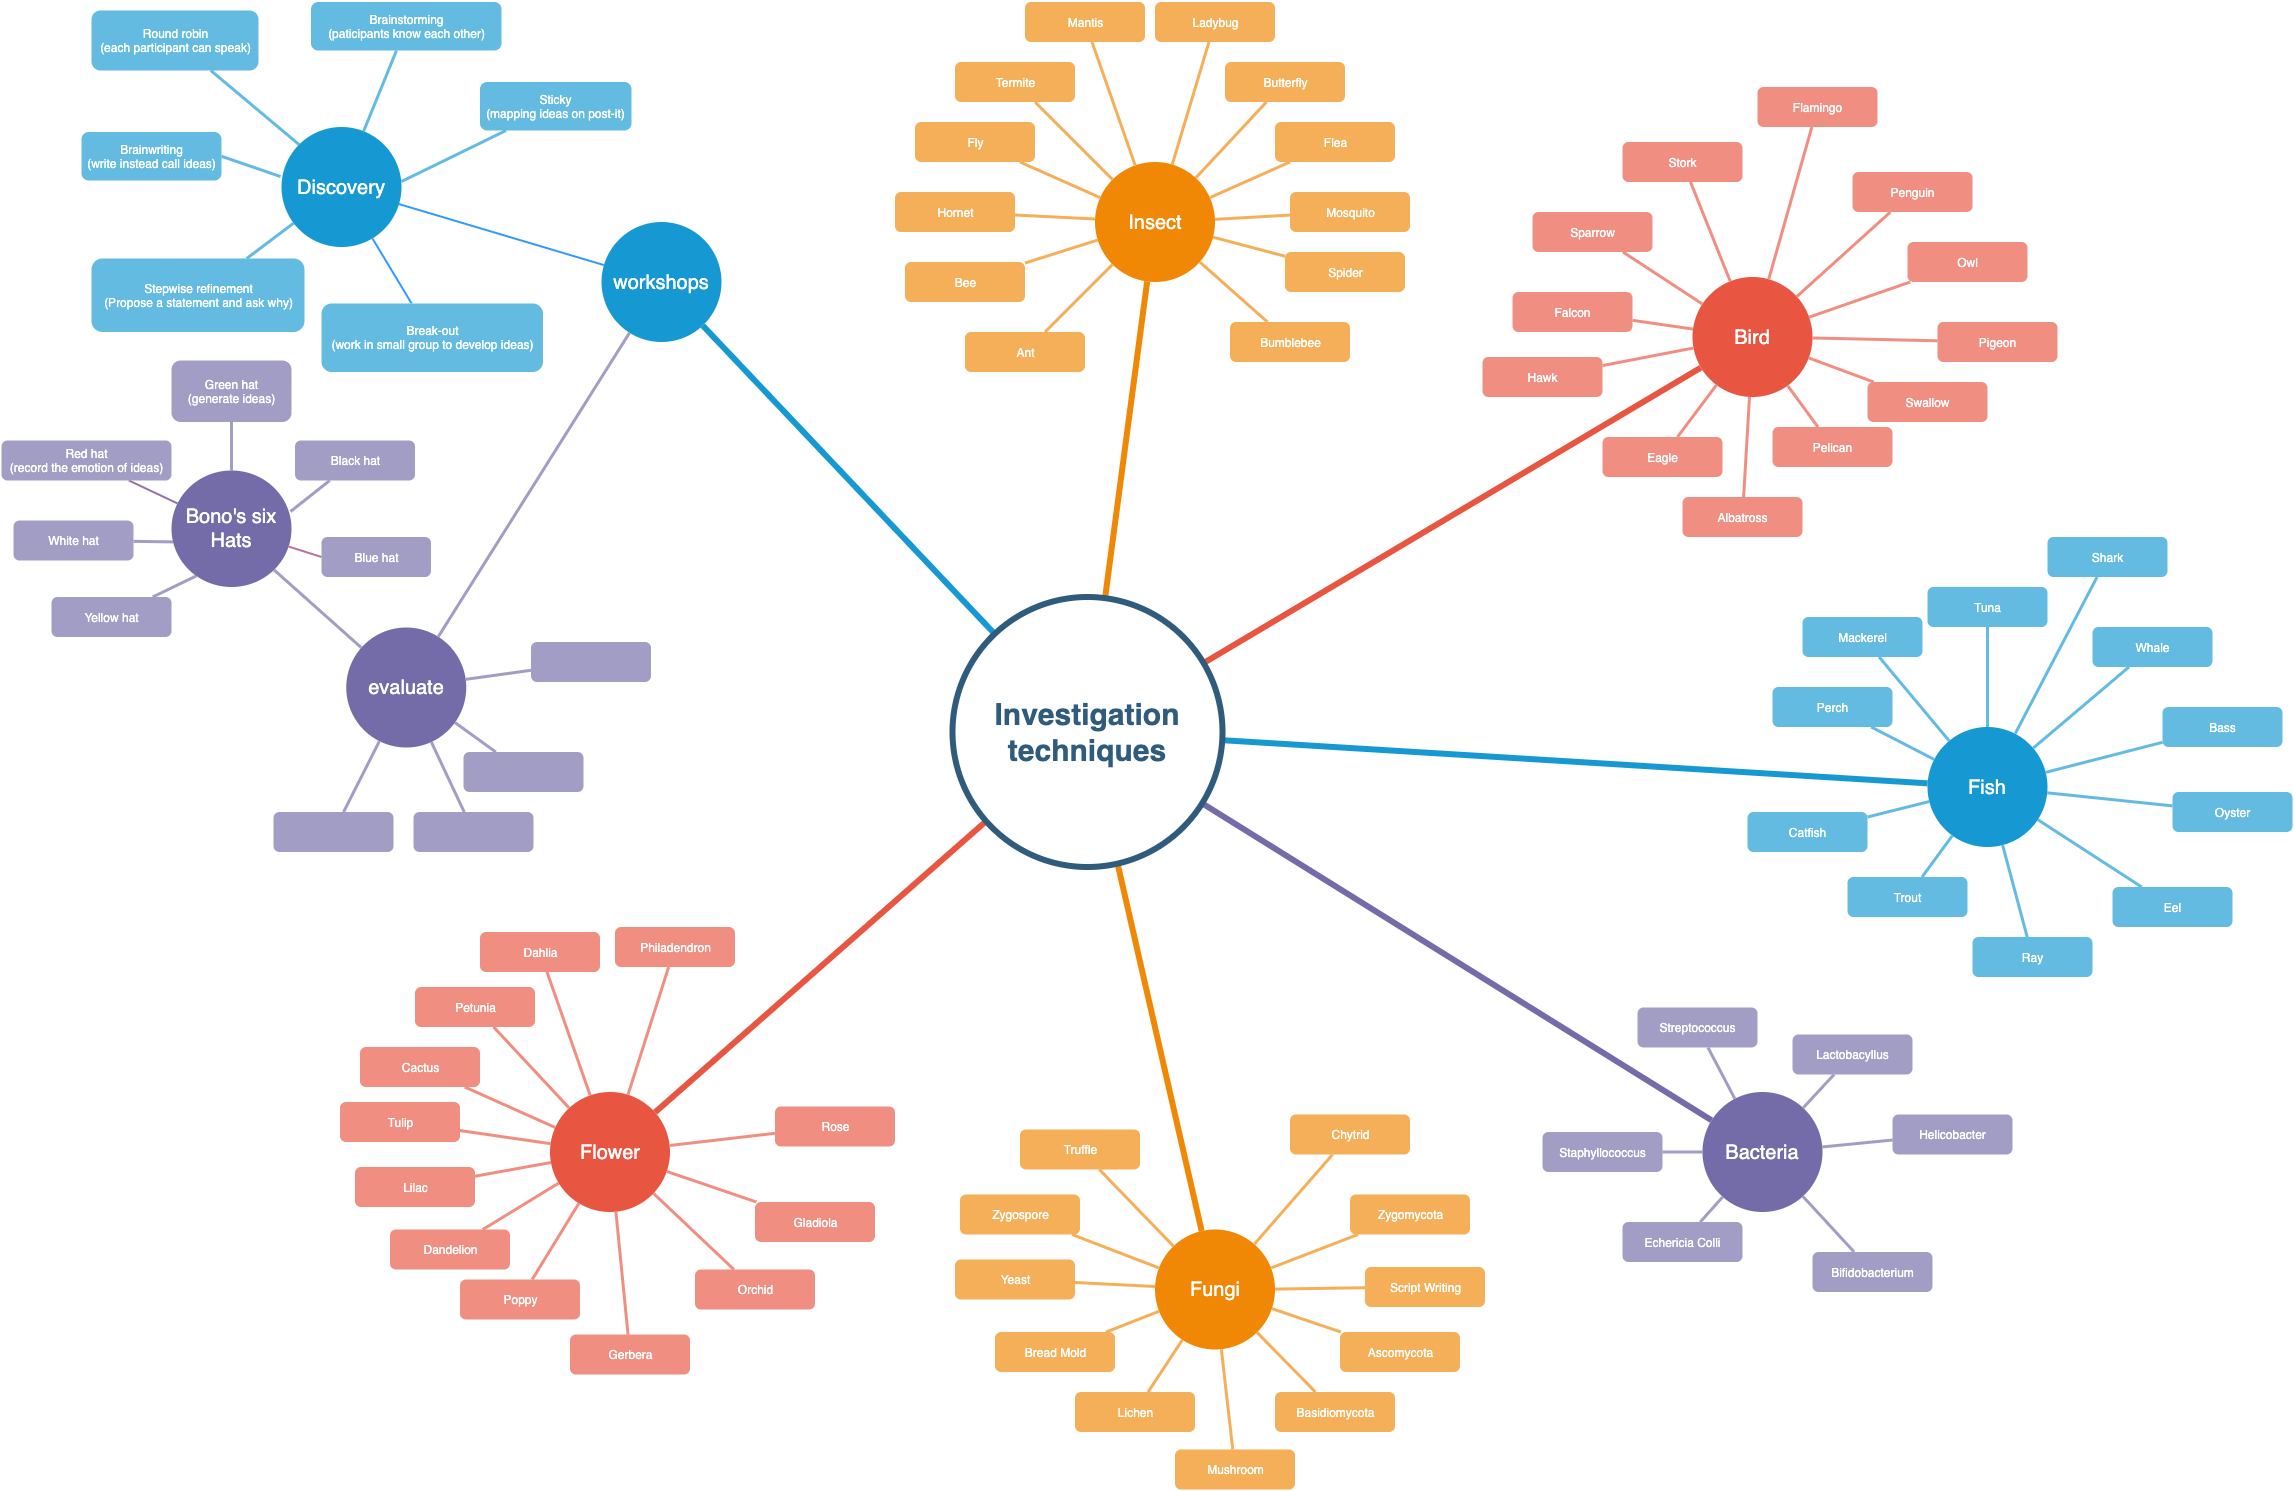 Investigation
techniques
workshops
Discovery
Round robin
(each participant can speak)
Brainstorming
(paticipants know each other)
Sticky
(mapping ideas on post-it)
Brainwriting
(write instead call ideas)
Stepwise refinement
(Propose a statement and ask why)
Break-out
(work in small group to develop ideas)
evaluate
Bono's six
Hats
Green hat
(generate ideas)
Red hat
(record the emotion of ideas)
Black hat
White hat
Blue hat
Yellow hat
Insect
Mantis
Ladybug
Termite
Butterfly
Fly
Flea
Hornet
Mosquito
Bee
Spider
Ant
Bumblebee
Bird
Flamingo
Stork
Penguin
Sparrow
Owl
Falcon
Pigeon
Hawk
Swallow
Eagle
Pelican
Albatross
Fish
Shark
Tuna
Mackerel
Whale
Perch
Bass
Catfish
Oyster
Trout
Eel
Ray
Bacteria
Streptococcus
Lactobacyllus
Staphyllococcus
Helicobacter
Echericia Colli
Bifidobacterium
Fungi
Truffle
Chytrid
Zygospore
Zygomycota
Yeast
Script Writing
Bread Mold
Ascomycota
Lichen
Basidiomycota
Mushroom
Flower
Dahlia
Philadendron
Petunia
Cactus
Tulip
Rose
Lilac
Gladiola
Dandelion
Orchid
Poppy
Gerbera